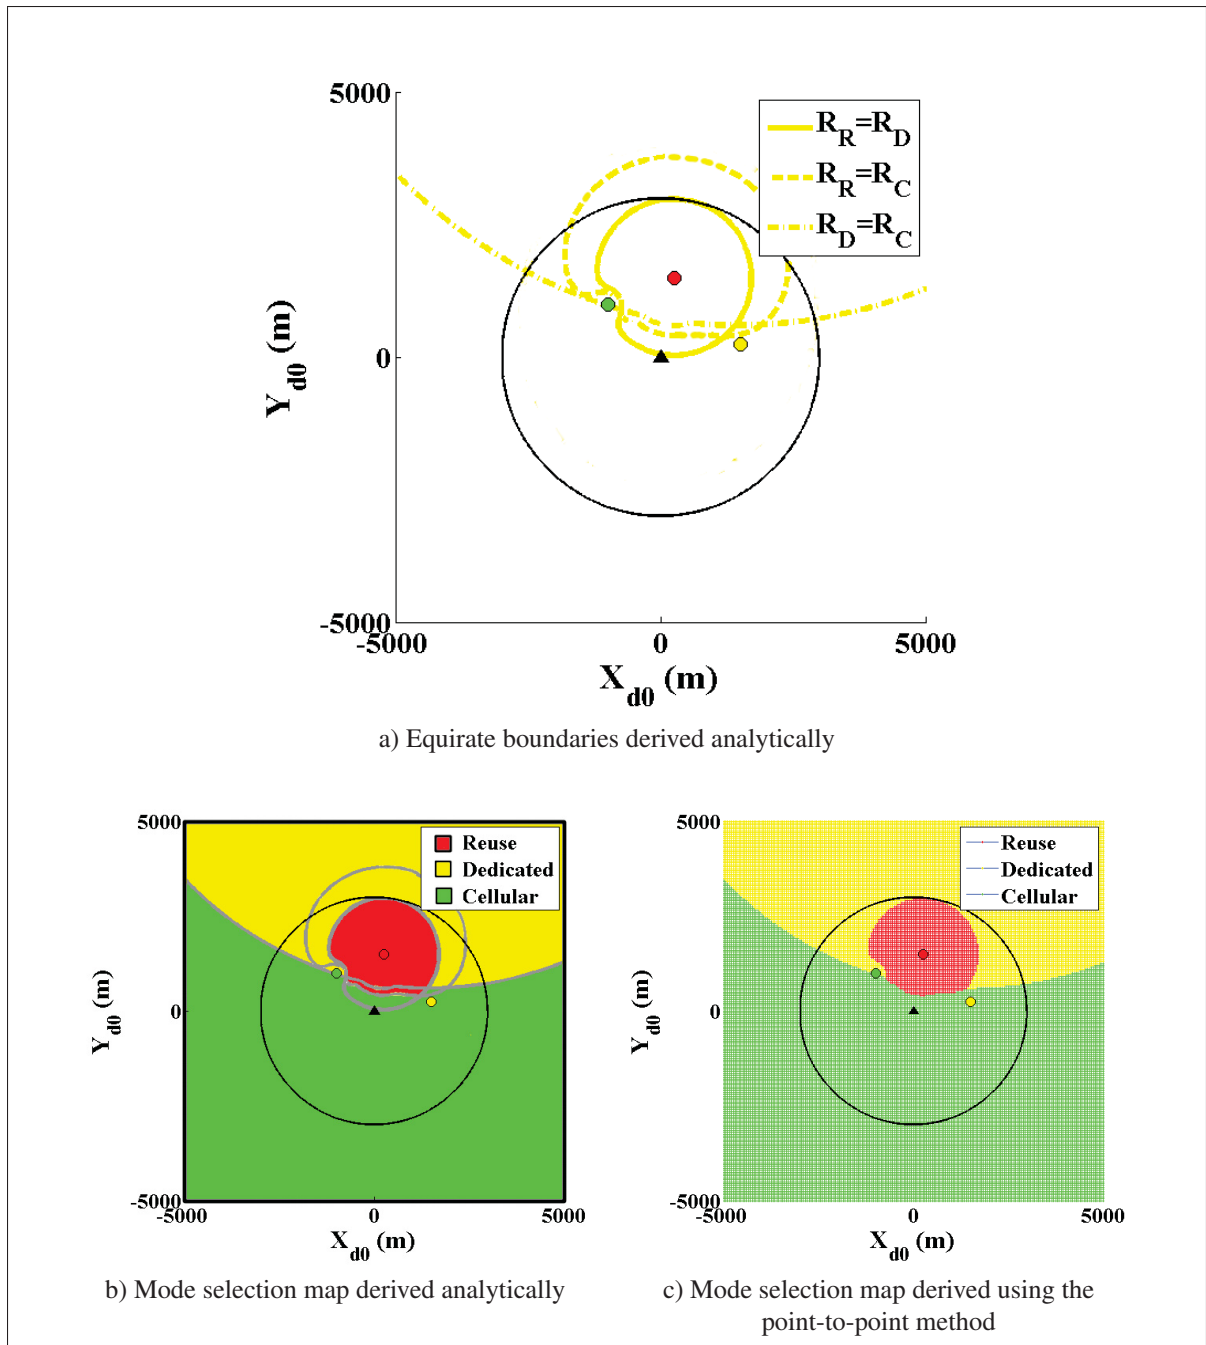 5000
R_R=R_D
R_R=R_C
R_D=R_C
Y_d0 (m)
0
-5000
-5000 0 5000
X_d0 (m)
a) Equirate boundaries derived analytically
5000
Reuse
Dedicated
Cellular
Y_d0 (m)
0
-5000
-5000 0 5000
X_d0 (m)
b) Mode selection map derived analytically
5000
Reuse
Dedicated
Cellular
Y_d0 (m)
0
-5000
-5000 0 5000
X_d0 (m)
c) Mode selection map derived using the
point-to-point method